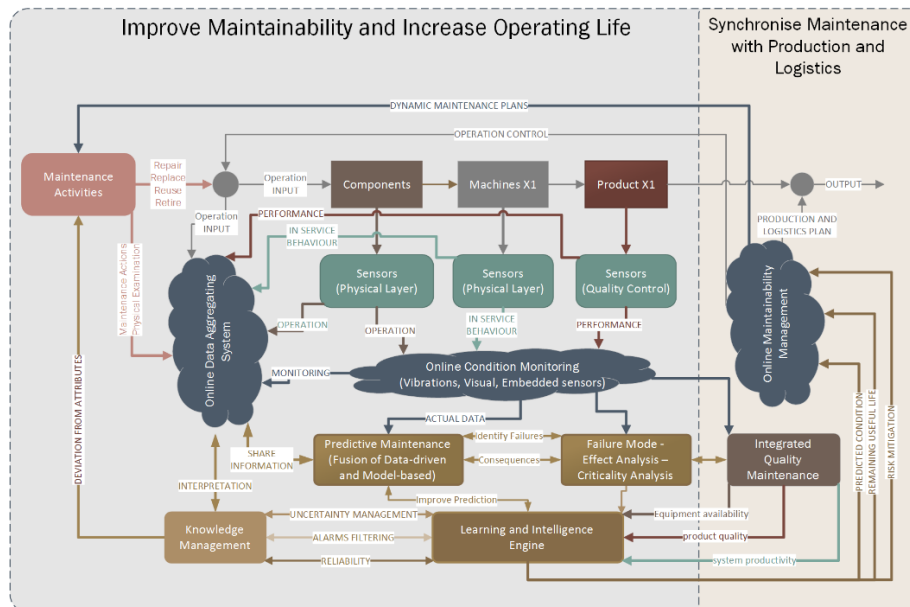 Improve Maintainability and Increase Operating Life
Synchronise Maintenance
with Production and
Logistics
DYNAMIC MAINTENANCE PLANS
OPERATION CONTROL
Maintenance
Activities
Repair
Replace
Reuse
Retire
Operation
INPUT
Components
Machines X1
Product X1
OUTPUT
Operation
INPUT
PERFORMANCE
IN SERVICE
BEHAVIOUR
PRODUCTION AND
LOGISTICS PLAN
Maintenance Actions
Physical Examination
Online Data Aggregating
System
Sensors
(Physical Layer)
Sensors
(Physical Layer)
Sensors
(Quality Control)
Online Maintainability
Management
OPERATION
OPERATION
IN SERVICE
BEHAVIOUR
PERFORMANCE
MONITORING
Online Condition Monitoring
(Vibrations, Visual, Embedded sensors)
ACTUAL DATA
DEVIATION FROM ATTRIBUTES
SHARE
INFORMATION
Predictive Maintenance
(Fusion of Data-driven
and Model-based)
Identify Failures
Consequences
Failure Mode -
Effect Analysis –
Criticality Analysis
Integrated
Quality
Maintenance
PREDICTED CONDITION
REMAINING USEFUL LIFE
RISK MITIGATION
INTERPRETATION
Improve Prediction
Knowledge
Management
UNCERTAINTY MANAGEMENT
ALARMS FILTERING
RELIABILITY
Learning and Intelligence
Engine
Equipment availability
product quality
system productivity